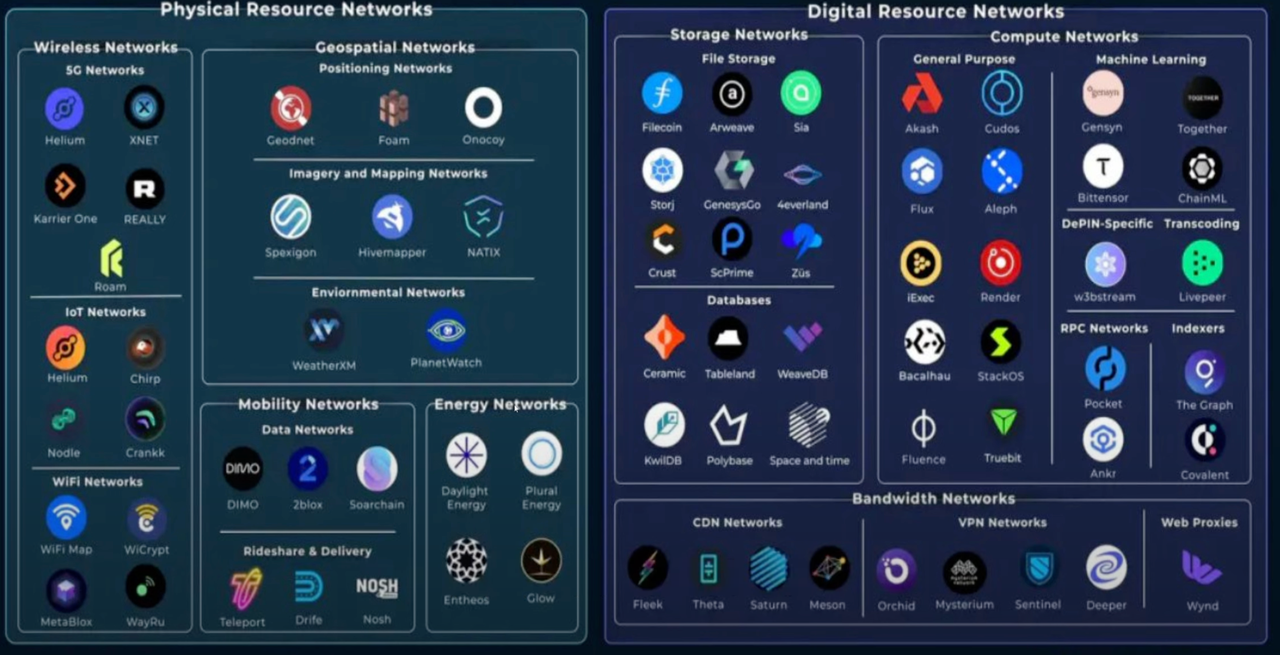 Physical Resource Networks
Wireless Networks
5G Networks
Helium
XNET
Karrier One
REALLY
Roam
IoT Networks
Helium
Chirp
Nodle
Crankk
WiFi Networks
WiFi Map
WiCrypt
MetaBlox
WayRu
Geospatial Networks
Positioning Networks
Geodnet
Foam
Onocoy
Imagery and Mapping Networks
Spexigon
Hivemapper
NATIX
Enviornmental Networks
WeatherXM
PlanetWatch
Mobility Networks
Data Networks
DIMO
DIMO
2blox
Soarchain
Rideshare & Delivery
Teleport
Drife
NOSH
Nosh
Energy Networks
Daylight
Energy
Plural
Energy
Entheos
Glow
Digital Resource Networks
Storage Networks
File Storage
Filecoin
Arweave
Sia
Storj
GenesysGo
4everland
Crust
ScPrime
Züs
Databases
Ceramic
Tableland
WeaveDB
KwilDB
Polybase
Space and time
Compute Networks
General Purpose
Akash
Cudos
Flux
Aleph
iExec
Render
Bacalhau
StackOS
Fluence
Truebit
Machine Learning
gensyn
Gensyn
TOGETHER
Together
Bittensor
ChainML
DePIN-Specific
w3bstream
Transcoding
Livepeer
RPC Networks
Pocket
Ankr
Indexers
The Graph
Covalent
Bandwidth Networks
CDN Networks
Fleek
Theta
Saturn
Meson
VPN Networks
Orchid
Mysterium
Sentinel
Deeper
Web Proxies
Wynd